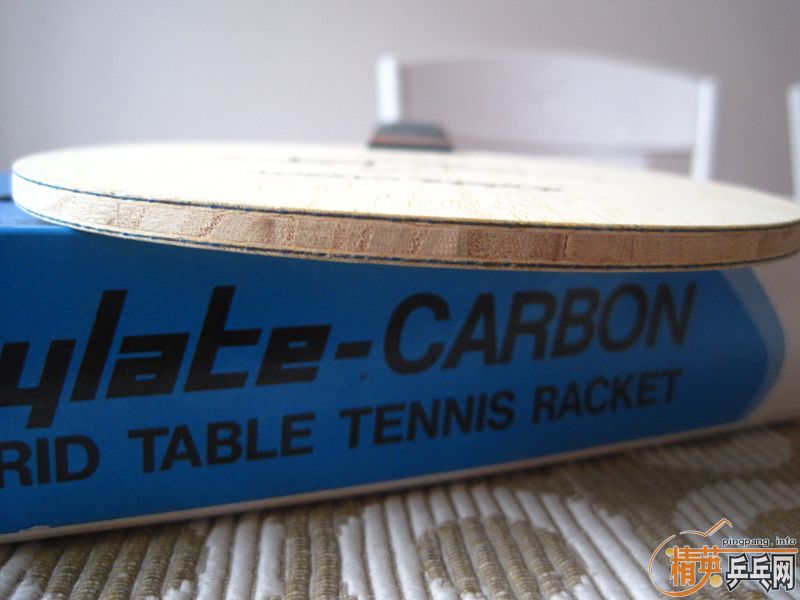 ylate-CARBON
RID TABLE TENNIS RACKET
pingpang.info
精英乒乓网